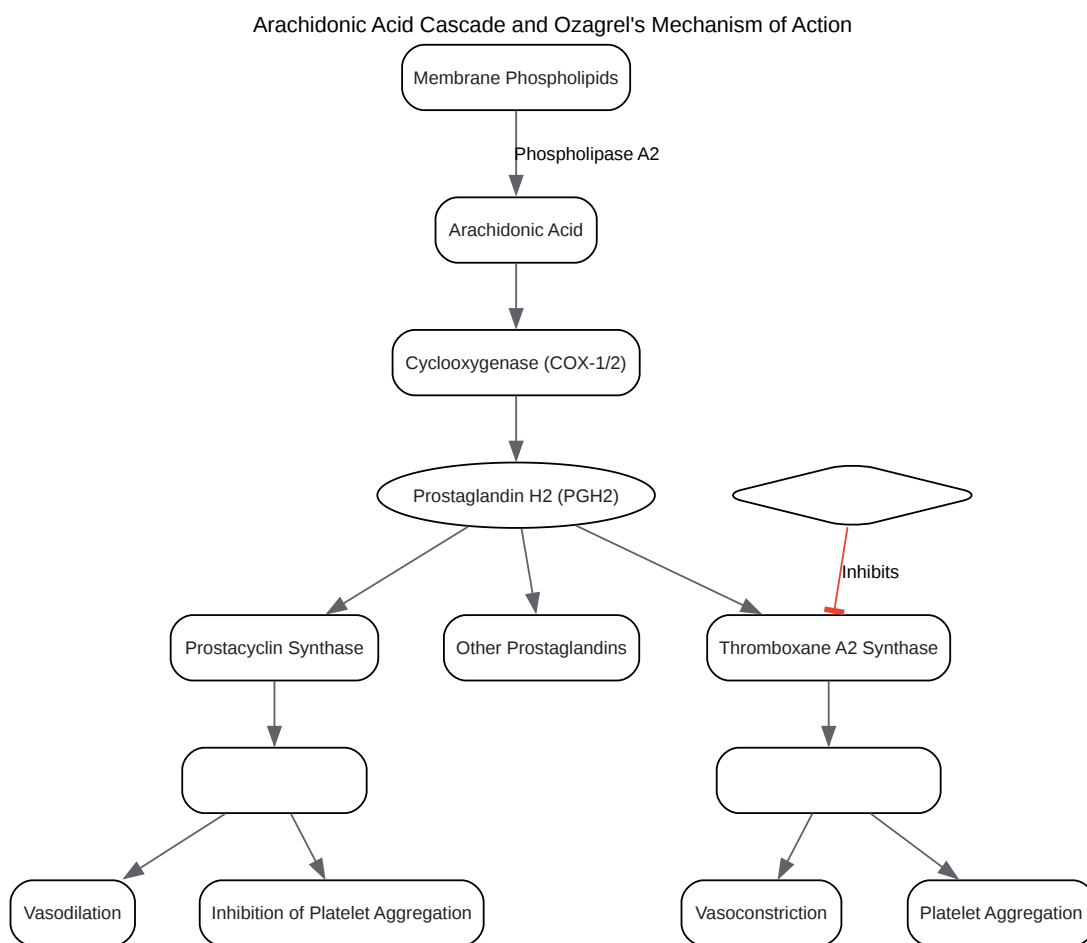 Arachidonic Acid Cascade and Ozagrel's Mechanism of Action
Membrane Phospholipids
Phospholipase A2
Arachidonic Acid
Cyclooxygenase (COX-1/2)
Prostaglandin H2 (PGH2)
Inhibits
Prostacyclin Synthase
Other Prostaglandins
Thromboxane A2 Synthase
Vasodilation
Inhibition of Platelet Aggregation
Vasoconstriction
Platelet Aggregation